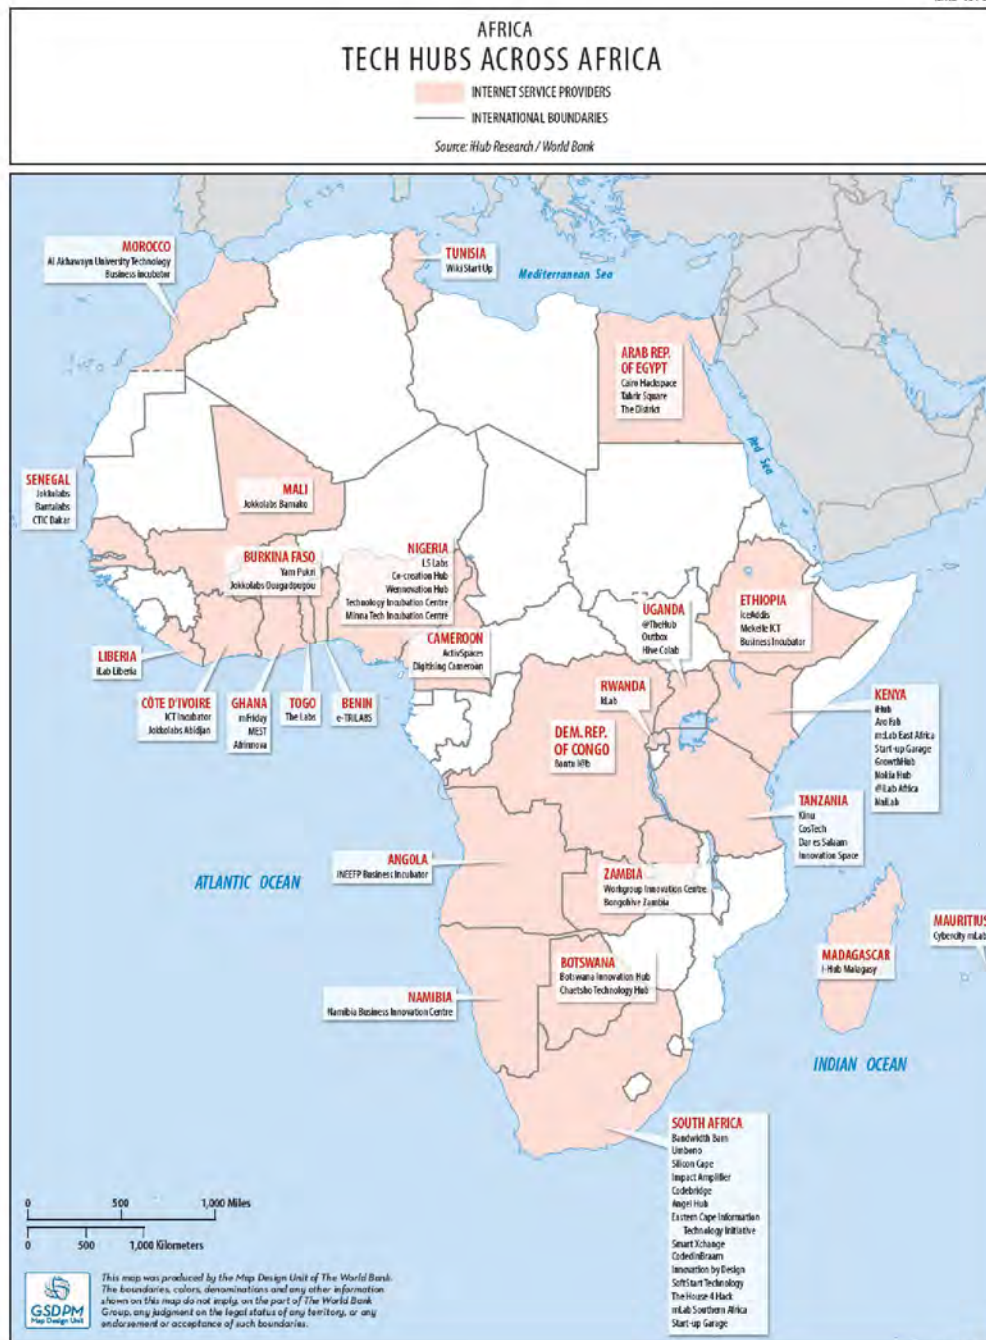 AFRICA
TECH HUBS ACROSS AFRICA
INTERNET SERVICE PROVIDERS
INTERNATIONAL BOUNDARIES
Source: iHub Research / World Bank
MOROCCO
Al Akhawayn University Technology
Business incubator
TUNISIA
Wiki Start Up
Mediterranean Sea
ARAB REP.
OF EGYPT
Cairo Hackspace
Tahrir Square
The District
Red Sea
SENEGAL
Jokkolabs
Bantalabs
CTIC Dakar
MALI
Jokkolabs Bamako
BURKINA FASO
Yam Pukri
Jokkolabs Ouagadougou
NIGERIA
L5 Labs
Co-creation Hub
Wennovation Hub
Technology Incubation Centre
Minna Tech Incubation Centre
CAMEROON
ActivSpaces
Digitising Cameroon
UGANDA
@TheHub
Outbox
Hive Colab
ETHIOPIA
iceAddis
Mekelle ICT
Business Incubator
LIBERIA
iLab Liberia
CÔTE D'IVOIRE
ICT Incubator
Jokkolabs Abidjan
GHANA
mFriday
MEST
Afrinnova
TOGO
The Labs
BENIN
e-TRILABS
RWANDA
kLab
DEM. REP.
OF CONGO
Bantu
KENYA
iHub
Aro Fab
m:Lab East Africa
Start-up Garage
GrowthHub
Nokia Hub
@iLab Africa
NaiLab
TANZANIA
Kinu
CosTech
Dar es Salaam
Innovation Space
ANGOLA
INEFFP Business Incubator
ATLANTIC OCEAN
ZAMBIA
Workgroup Innovation Centre
Bongohive Zambia
MAURITIUS
Cybercity mLab
MADAGASCAR
I-Hub Malagasy
BOTSWANA
Botswana Innovation Hub
Chaetsho Technology Hub
NAMIBIA
Namibia Business Innovation Centre
INDIAN OCEAN
SOUTH AFRICA
Bandwidth Barn
Umbono
Silicon Cape
Impact Amplifier
Codebridge
Angel Hub
Eastern Cape Information
Technology Initiative
Smart Xchange
CodedInBraam
Innovation by Design
SoftStart Technology
The House 4 Hack
mLab Southern Africa
Start-up Garage
0 500 1,000 Miles
0 500 1,000 Kilometers
GSDPM
Map Design Unit
This map was produced by the Map Design Unit of The World Bank.
The boundaries, colors, denominations and any other information
shown on this map do not imply, on the part of The World Bank
Group, any judgment on the legal status of any territory, or any
endorsement or acceptance of such boundaries.